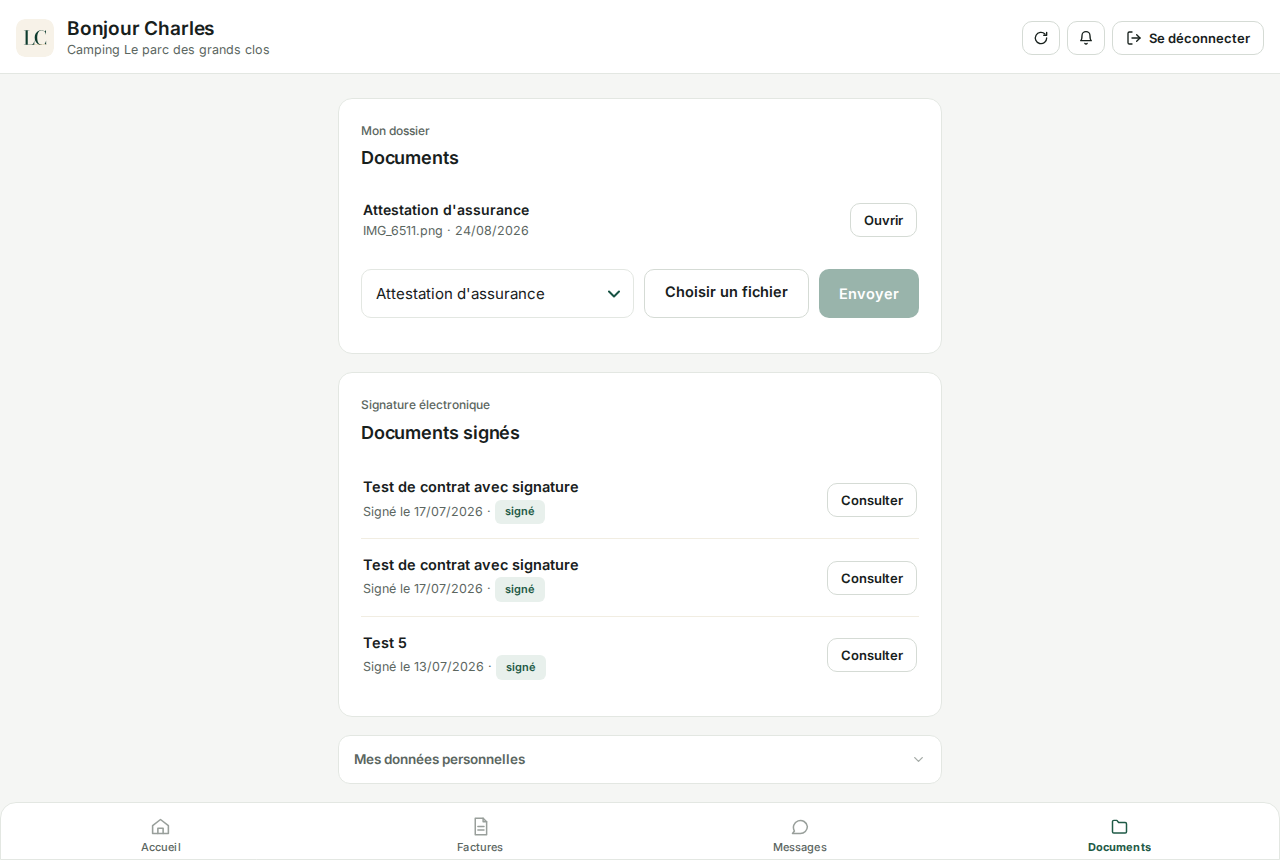 LC
Bonjour Charles
Camping Le parc des grands clos
Se déconnecter
Mon dossier
Documents
Attestation d'assurance
IMG_6511.png · 24/08/2026
Ouvrir
Attestation d'assurance
Choisir un fichier
Envoyer
Signature électronique
Documents signés
Test de contrat avec signature
Signé le 17/07/2026 · signé
Consulter
Test de contrat avec signature
Signé le 17/07/2026 · signé
Consulter
Test 5
Signé le 13/07/2026 · signé
Consulter
Mes données personnelles
Accueil
Factures
Messages
Documents